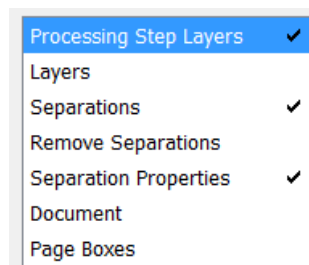 Processing Step Layers ✓
Layers
Separations ✓
Remove Separations
Separation Properties ✓
Document
Page Boxes